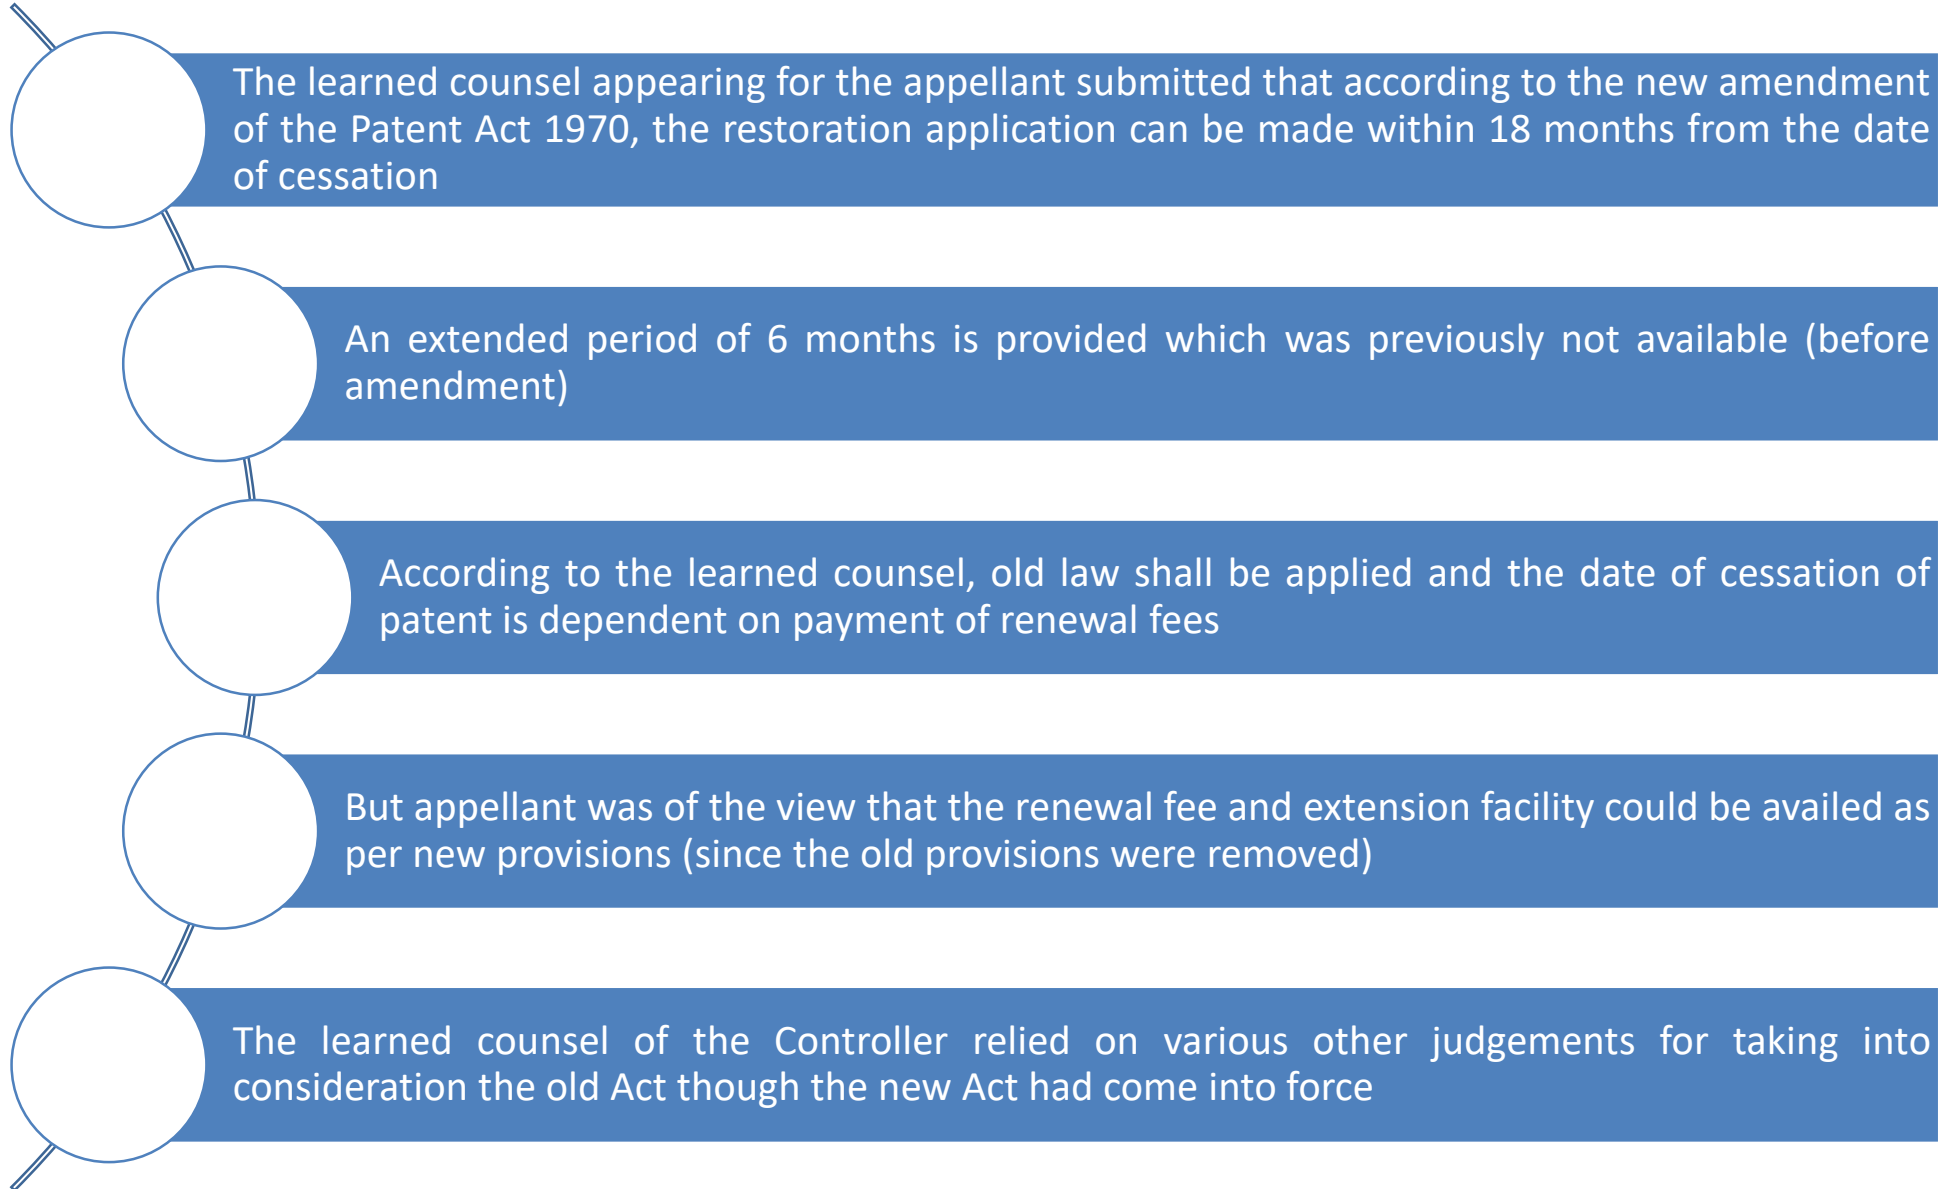 The learned counsel appearing for the appellant submitted that according to the new amendment
of the Patent Act 1970, the restoration application can be made within 18 months from the date
of cessation
An extended period of 6 months is provided which was previously not available (before
amendment)
According to the learned counsel, old law shall be applied and the date of cessation of
patent is dependent on payment of renewal fees
But appellant was of the view that the renewal fee and extension facility could be availed as
per new provisions (since the old provisions were removed)
The learned counsel of the Controller relied on various other judgements for taking into
consideration the old Act though the new Act had come into force